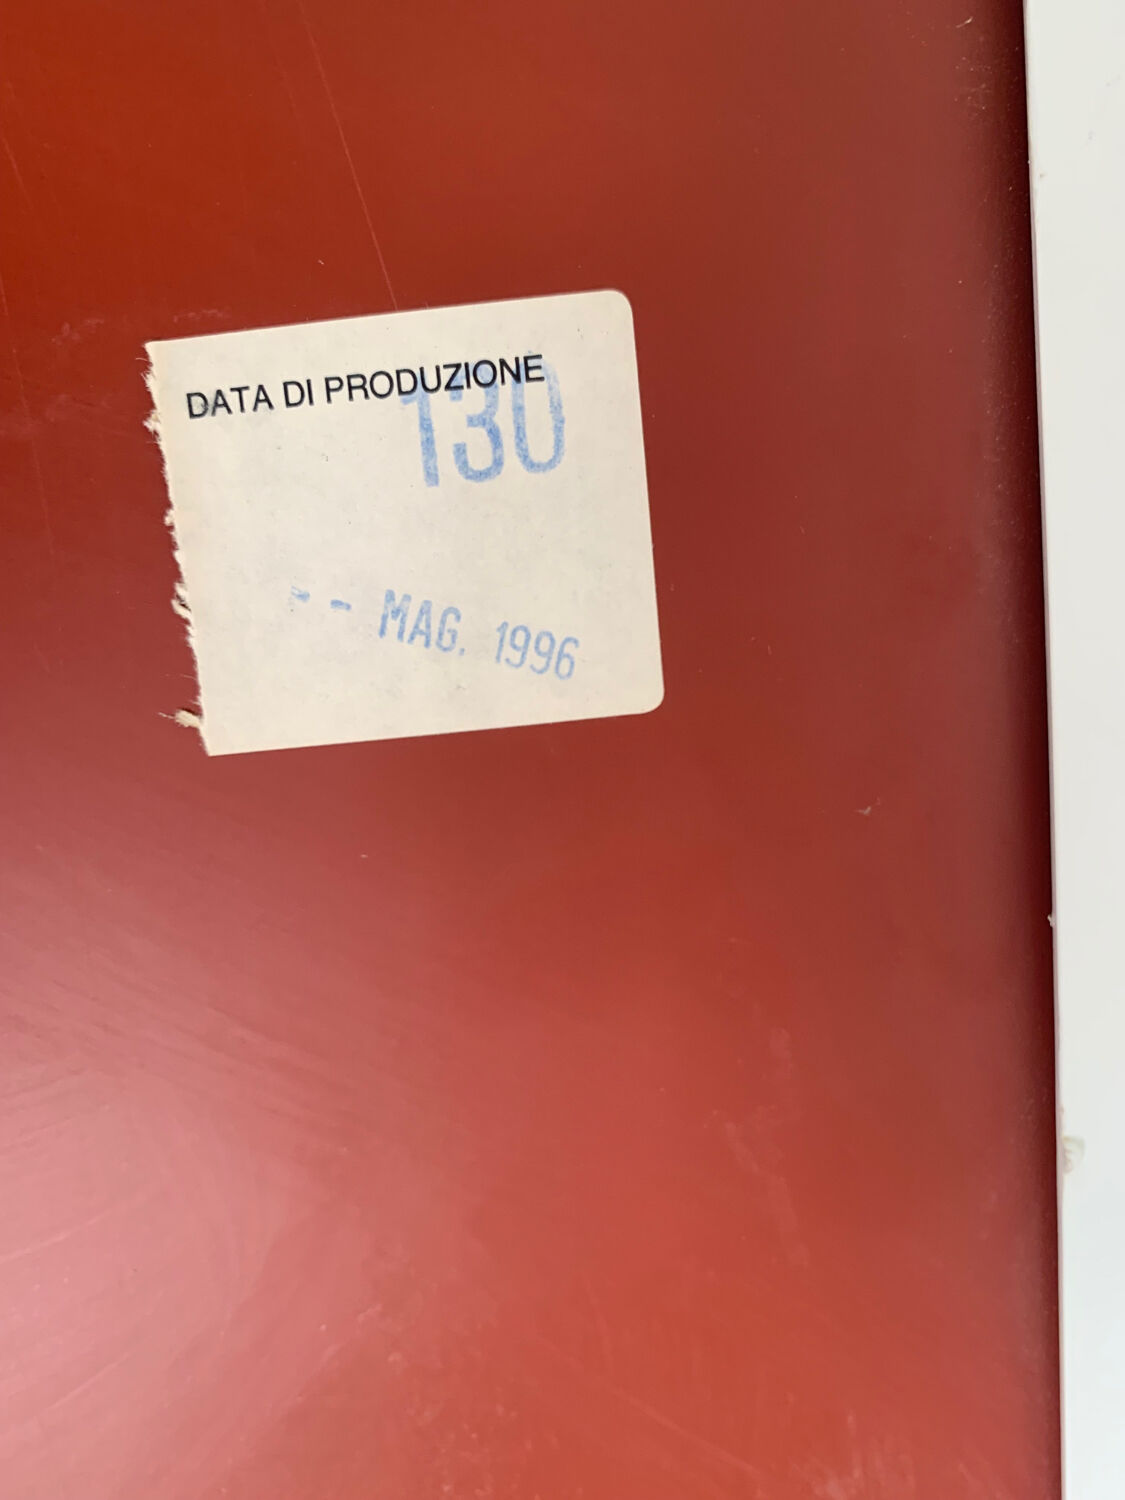 DATA DI PRODUZIONE
130
-- MAG. 1996